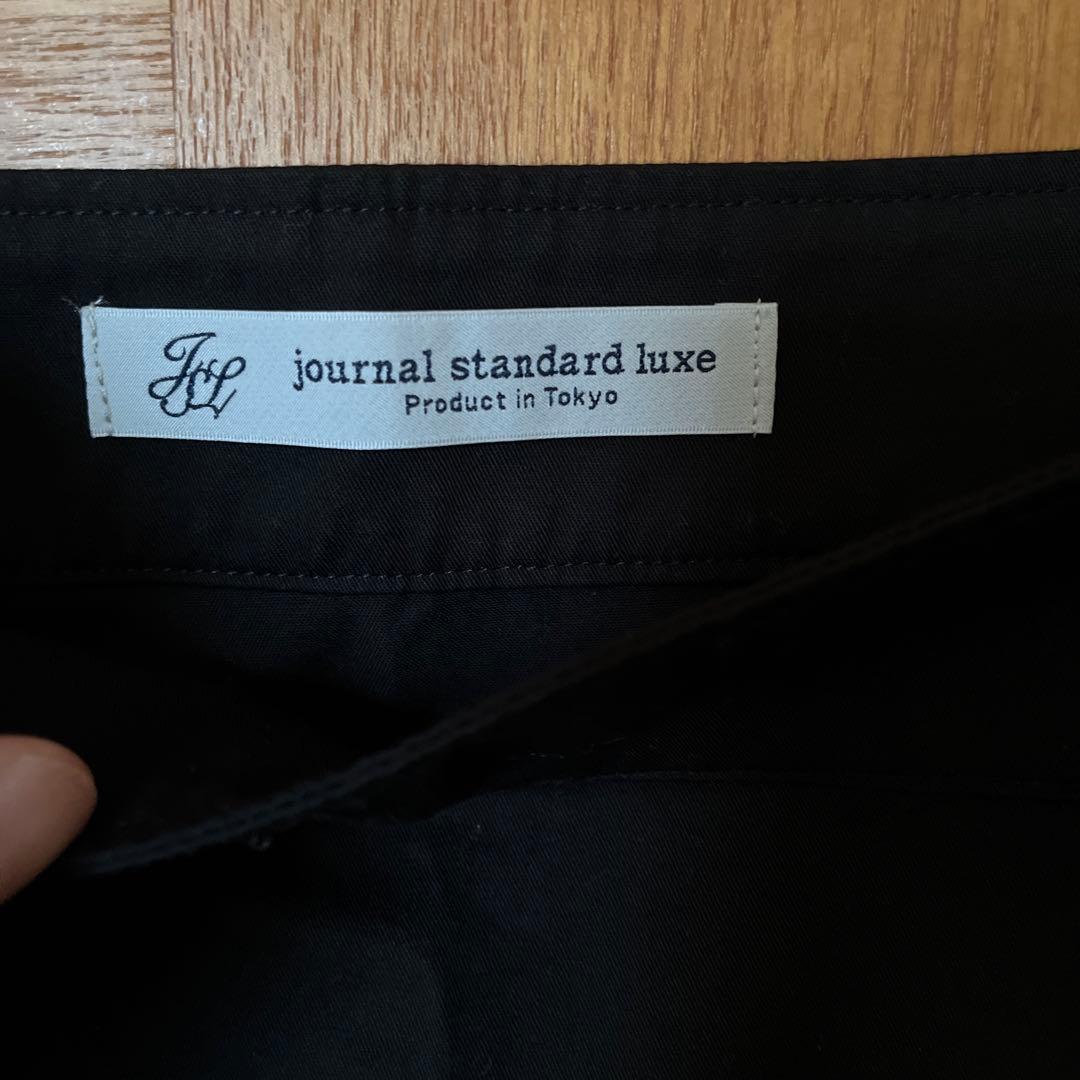 JSL
journal standard luxe
Product in Tokyo